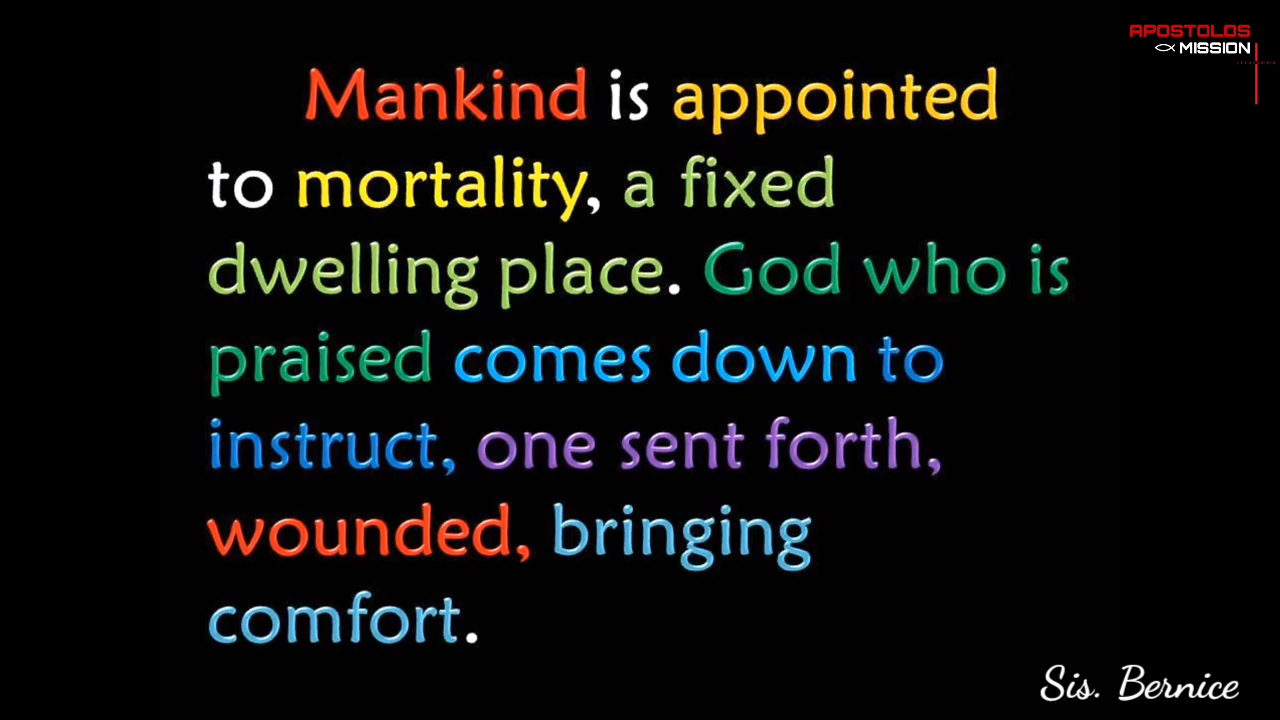 APOSTOLOS
MISSION
Mankind is appointed
to mortality, a fixed
dwelling place. God who is
praised comes down to
instruct, one sent forth,
wounded, bringing
comfort.
Sis. Bernice